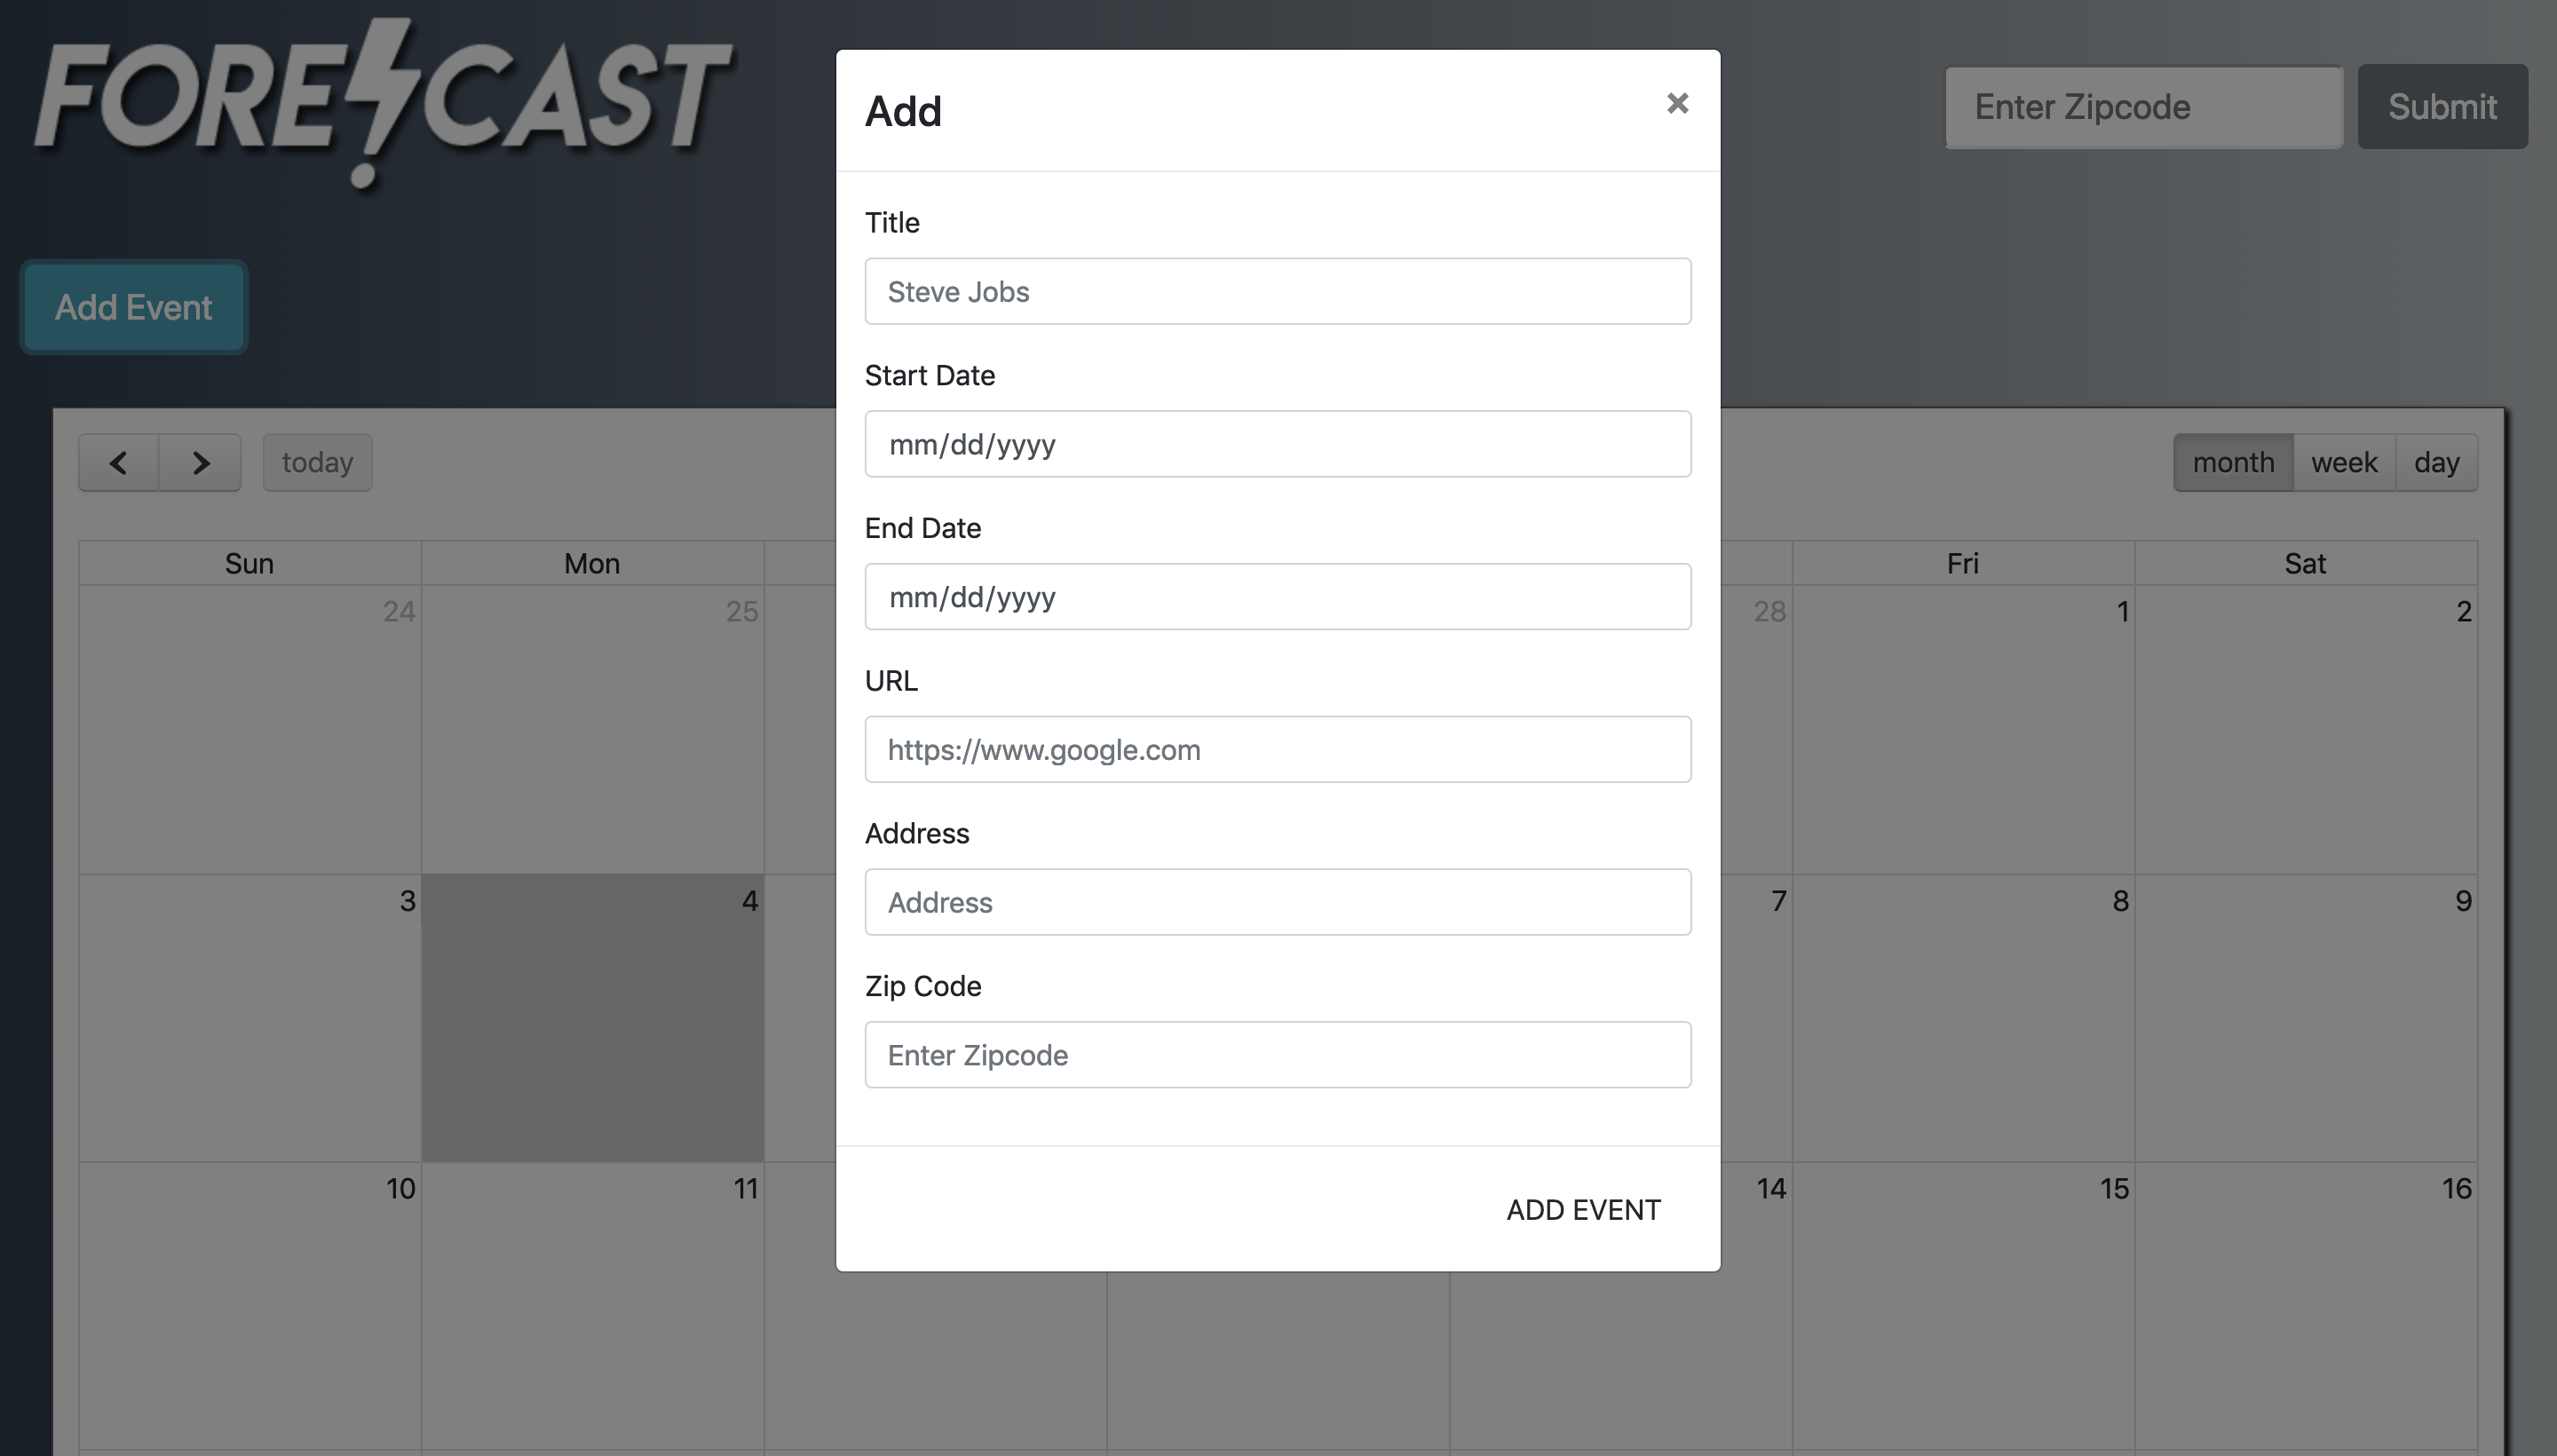 FORE CAST
Enter Zipcode
Submit
Add Event
Add
×
Title
Steve Jobs
Start Date
mm/dd/yyyy
End Date
mm/dd/yyyy
URL
https://www.google.com
Address
Address
Zip Code
Enter Zipcode
ADD EVENT
today
month week day
Sun Mon Fri Sat
24 25 28 1 2
3 4 7 8 9
10 11 14 15 16